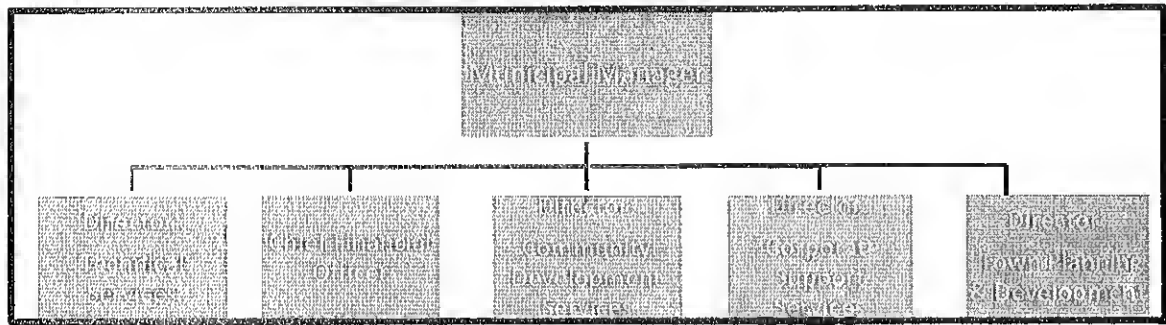 Municipal Manager
Director
Technical
Services
Chief Financial
Officer
Director
Community
Development
Services
Director
Corporate
Support
Services
Director
Town Planning
& Development